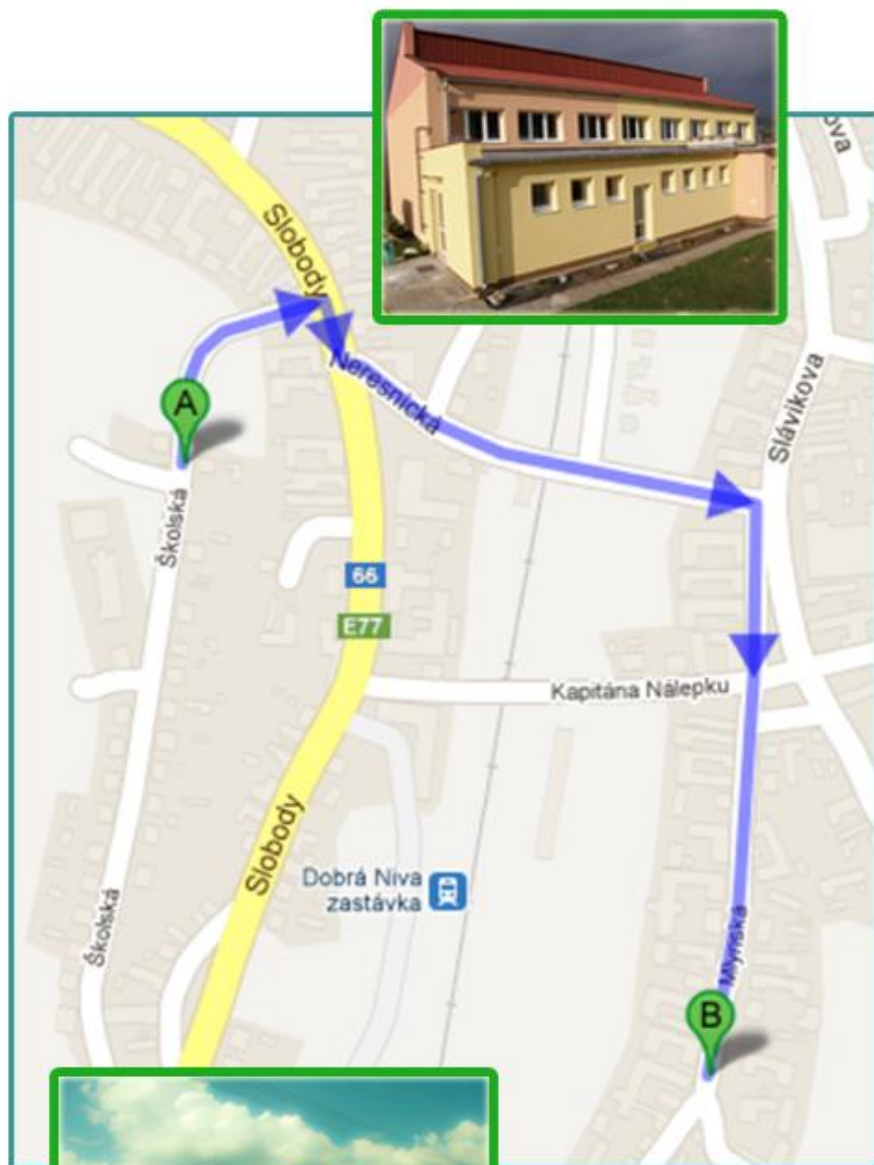 Slobody
Neresnická
A
Slávikova
Školská
66
E77
Kapitána Nálepku
Slobody
Dobrá Niva
zastávka
Školská
Mlynská
B